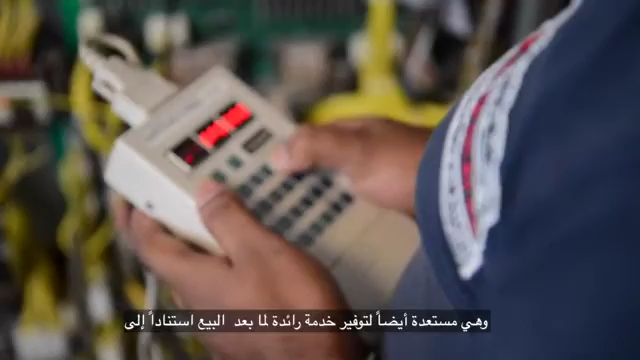 وهي مستعدة أيضاً لتوفير خدمة رائدة لما بعد البيع استناداً إلى